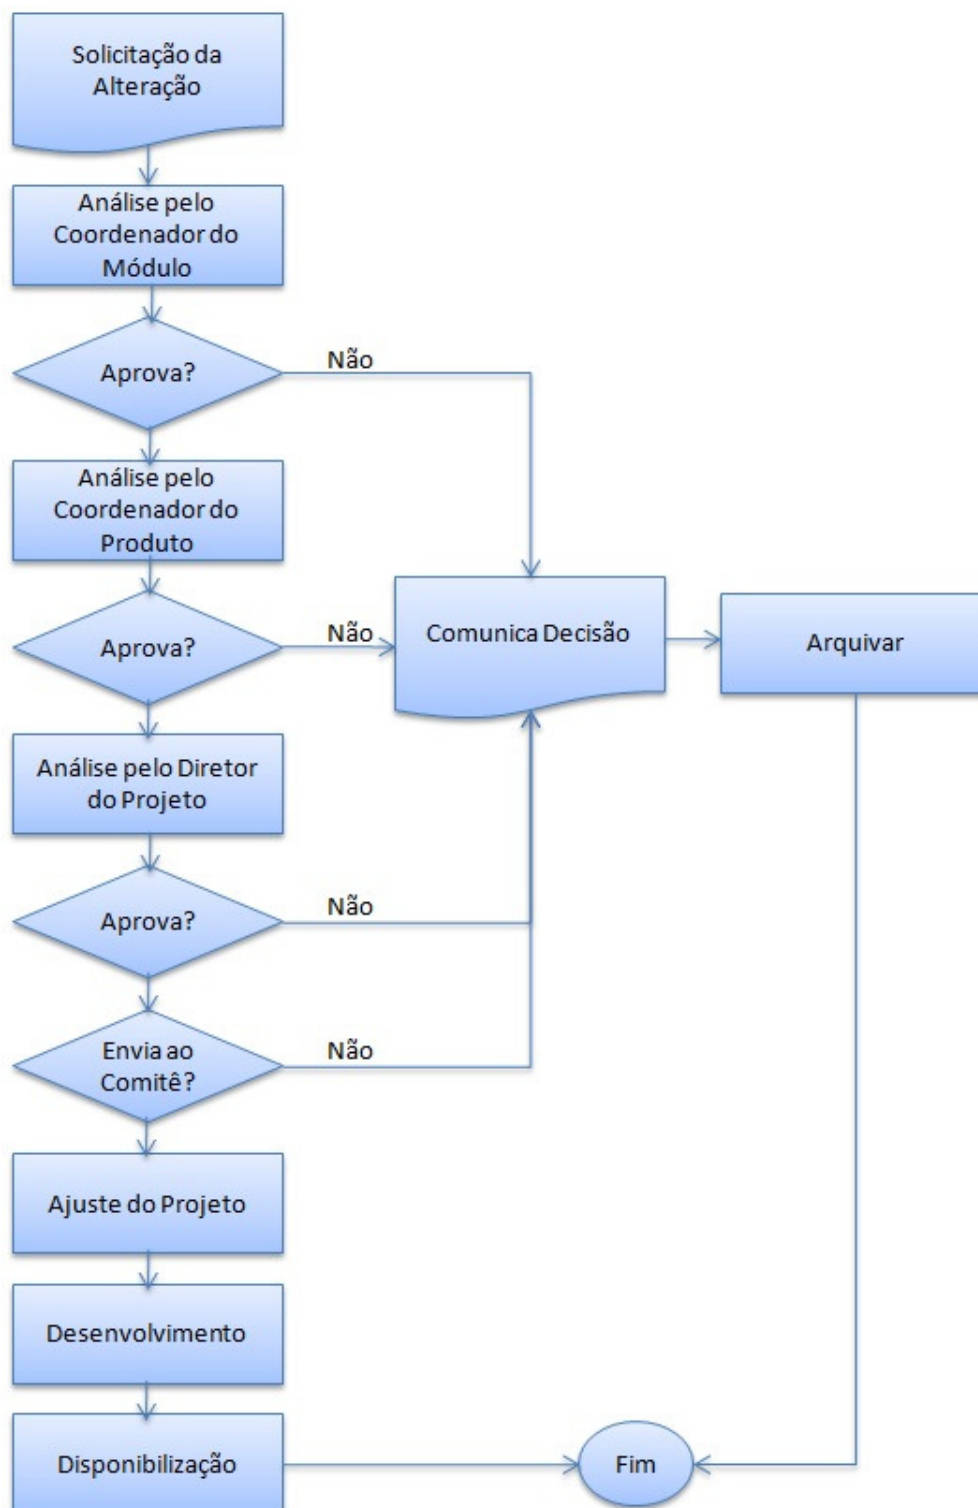 Solicitação da
Alteração
Análise pelo
Coordenador do
Módulo
Aprova?
Não
Análise pelo
Coordenador do
Produto
Aprova?
Não
Comunica Decisão
Arquivar
Análise pelo Diretor
do Projeto
Aprova?
Não
Envia ao
Comitê?
Não
Ajuste do Projeto
Desenvolvimento
Disponibilização
Fim